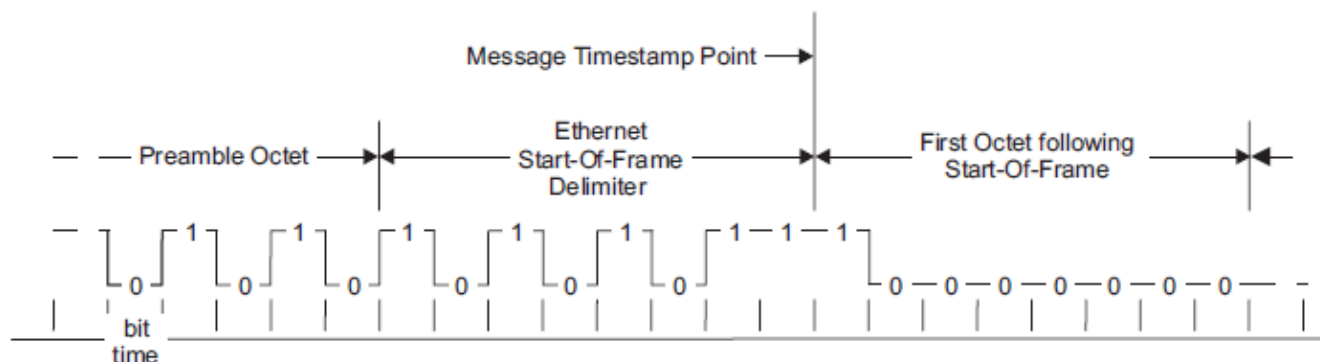 Message Timestamp Point
Preamble Octet
Ethernet
Start-Of-Frame
Delimiter
First Octet following
Start-Of-Frame
1 1 1 1 1 1 1 1
0 0 0 0 0 0 0 0 0 0 0 0 0
bit
time